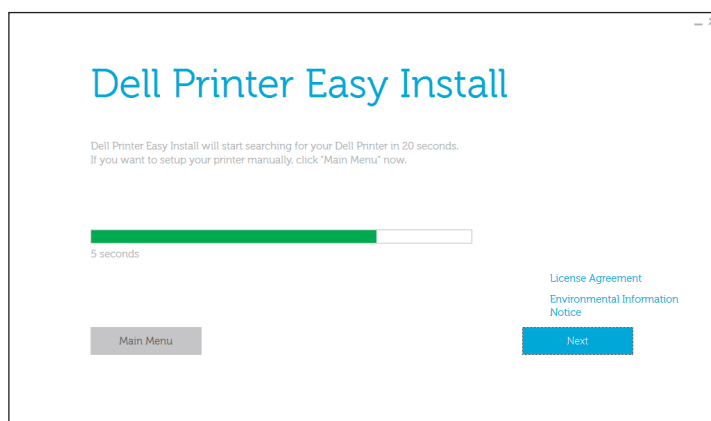 Dell Printer Easy Install
Dell Printer Easy Install will start searching for your Dell Printer in 20 seconds.
If you want to setup your printer manually, click "Main Menu" now.
5 seconds
License Agreement
Environmental Information
Notice
Main Menu
Next